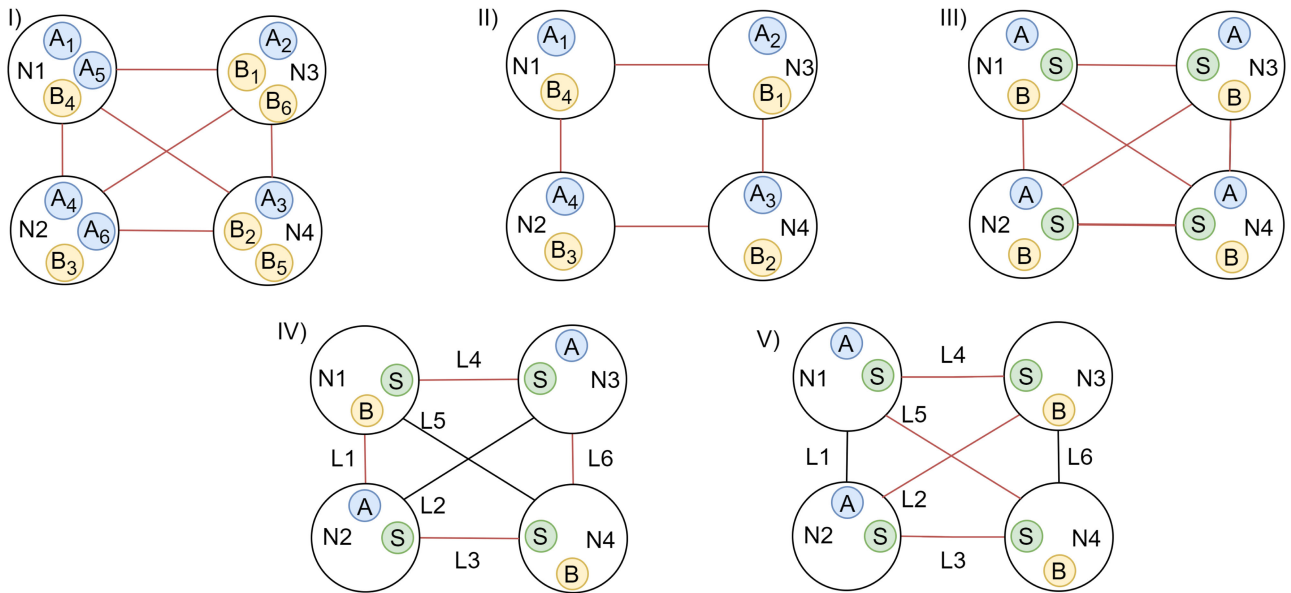 I)
A1
A5
N1
B4
A2
B1
N3
B6
A4
N2
A6
B3
A3
B2
N4
B5
II)
A1
N1
B4
A2
N3
B1
A4
N2
B3
A3
N4
B2
III)
A
N1
S
B
A
S
N3
B
A
N2
S
B
A
S
N4
B
IV)
N1
S
B
L4
A
S
N3
L5
L1
L6
A
L2
N2
S
L3
S
N4
B
V)
A
N1
S
L4
S
N3
B
L5
L1
L6
A
L2
N2
S
L3
S
N4
B